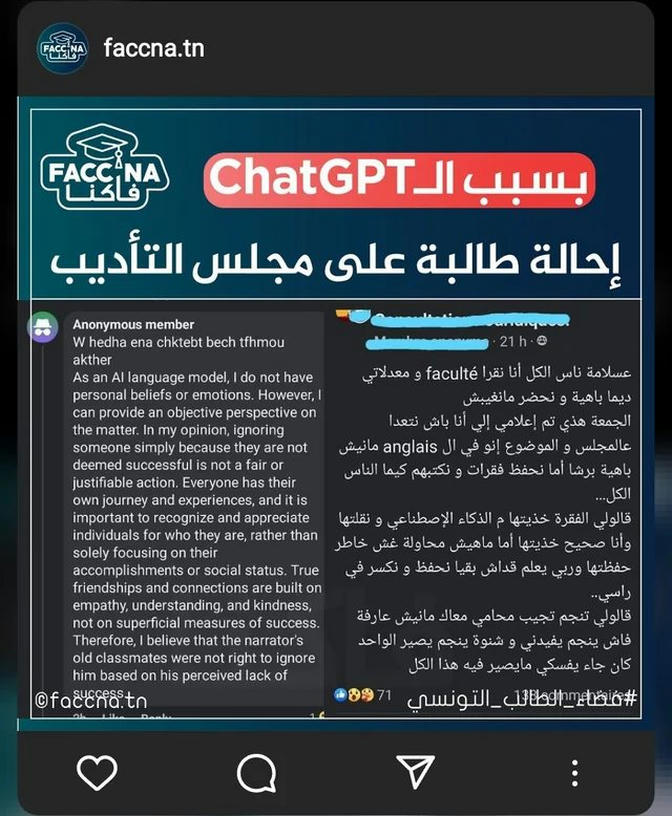 faccna.tn
FACCNA
فاكنا
FACCNA
فاكنا
بسبب الـChatGPT
إحالة طالبة على مجلس التأديب
Anonymous member
W hedha ena chktebt bech tfhmou
akther
As an AI language model, I do not have
personal beliefs or emotions. However, I
can provide an objective perspective on
the matter. In my opinion, ignoring
someone simply because they are not
deemed successful is not a fair or
justifiable action. Everyone has their
own journey and experiences, and it is
important to recognize and appreciate
individuals for who they are, rather than
solely focusing on their
accomplishments or social status. True
friendships and connections are built on
empathy, understanding, and kindness,
not on superficial measures of success.
Therefore, I believe that the narrator's
old classmates were not right to ignore
him based on his perceived lack of
success.
21 h
عسلامة ناس الكل أنا نقرا faculté و معدلاتي
ديما باهية و نحضر مانغيبش
الجمعة هذي تم إعلامي إلي أنا باش نتعدا
عالمجلس و الموضوع إنو في ال anglais مانيش
باهية برشا أما نحفظ فقرات و نكتبهم كيما الناس
الكل...
قالولي الفقرة خذيتها م الذكاء الإصطناعي و نقلتها
وأنا صحيح خذيتها أما ماهيش محاولة غش خاطر
حفظتها وربي يعلم قداش بقيا نحفظ و نكسر في
راسي..
قالولي تنجم تجيب محامي معاك مانيش عارفة
فاش ينجم يفيدني و شنوة ينجم يصير الواحد
كان جاء يفسكي مايصير فيه هذا الكل
71
138 commentaires
©faccna.tn
#فضاء_الطالب_التونسي